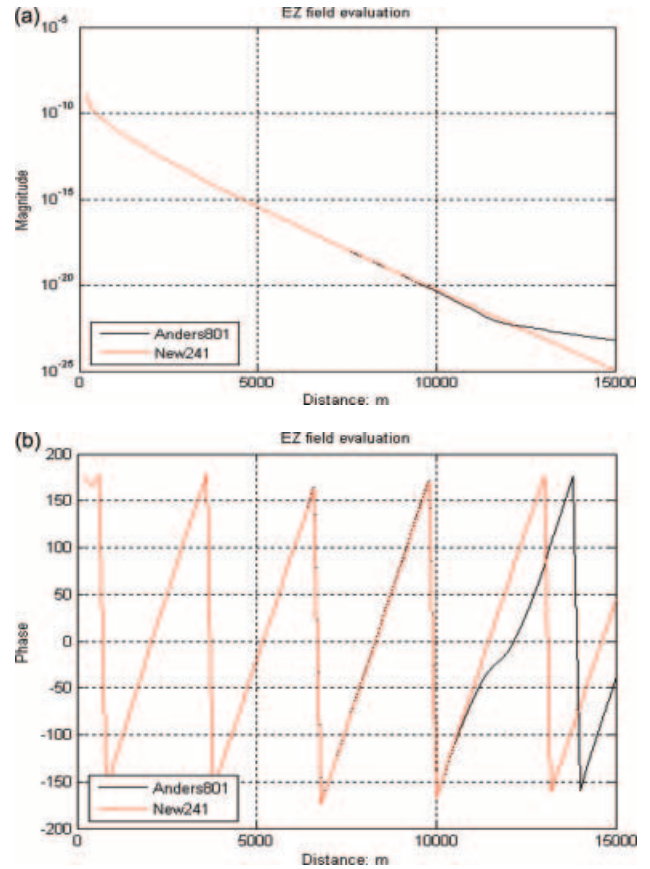 (a)
EZ field evaluation
10^-5
10^-10
10^-15
10^-20
10^-25
Magnitude
Anders801
New241
0 5000 10000 15000
Distance: m
(b)
EZ field evaluation
200
150
100
50
0
-50
-100
-150
-200
Phase
Anders801
New241
0 5000 10000 15000
Distance: m